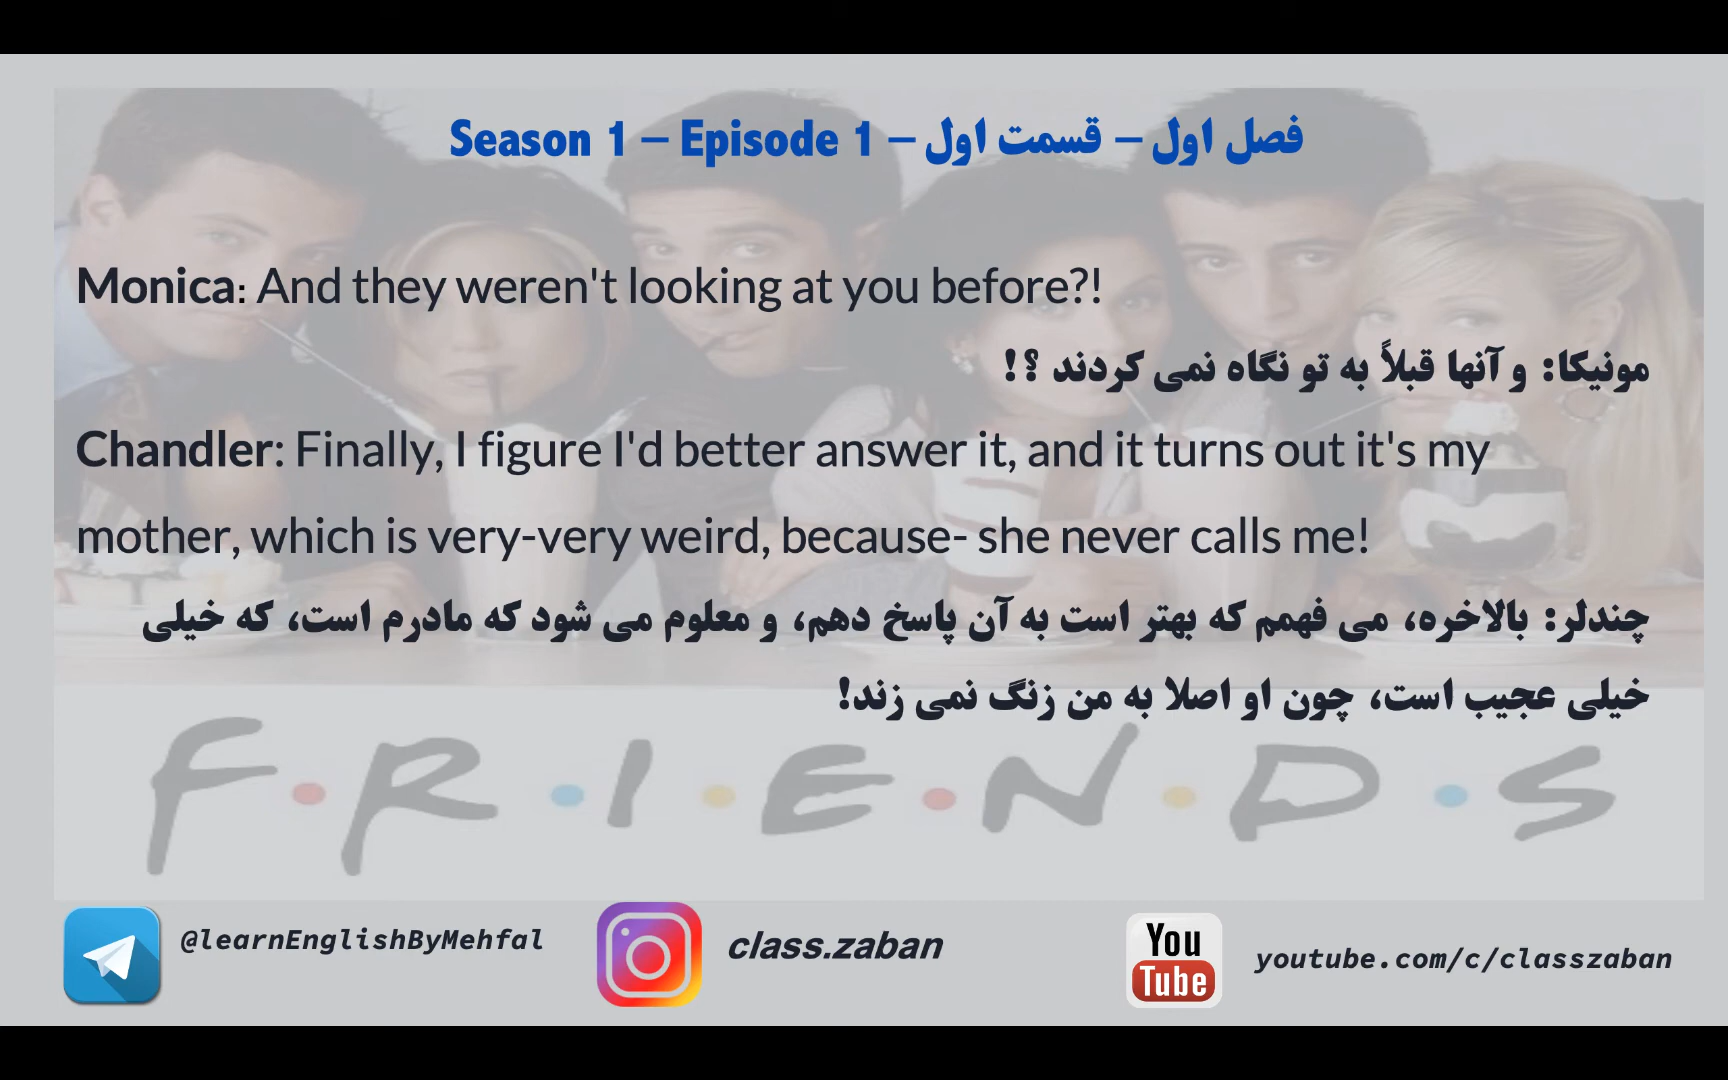 Season 1 – Episode 1 – فصل اول – قسمت اول
Monica: And they weren't looking at you before?!
مونیکا: و آنها قبلاً به تو نگاه نمی کردند ؟!
Chandler: Finally, I figure I'd better answer it, and it turns out it's my
mother, which is very-very weird, because- she never calls me!
چندلر: بالاخره، می فهمم که بهتر است به آن پاسخ دهم، و معلوم می شود که مادرم است، که خیلی
خیلی عجیب است، چون او اصلا به من زنگ نمی زند!
F·R·I·E·N·D·S
@learnEnglishByMehfal
class.zaban
You
Tube
youtube.com/c/classzaban